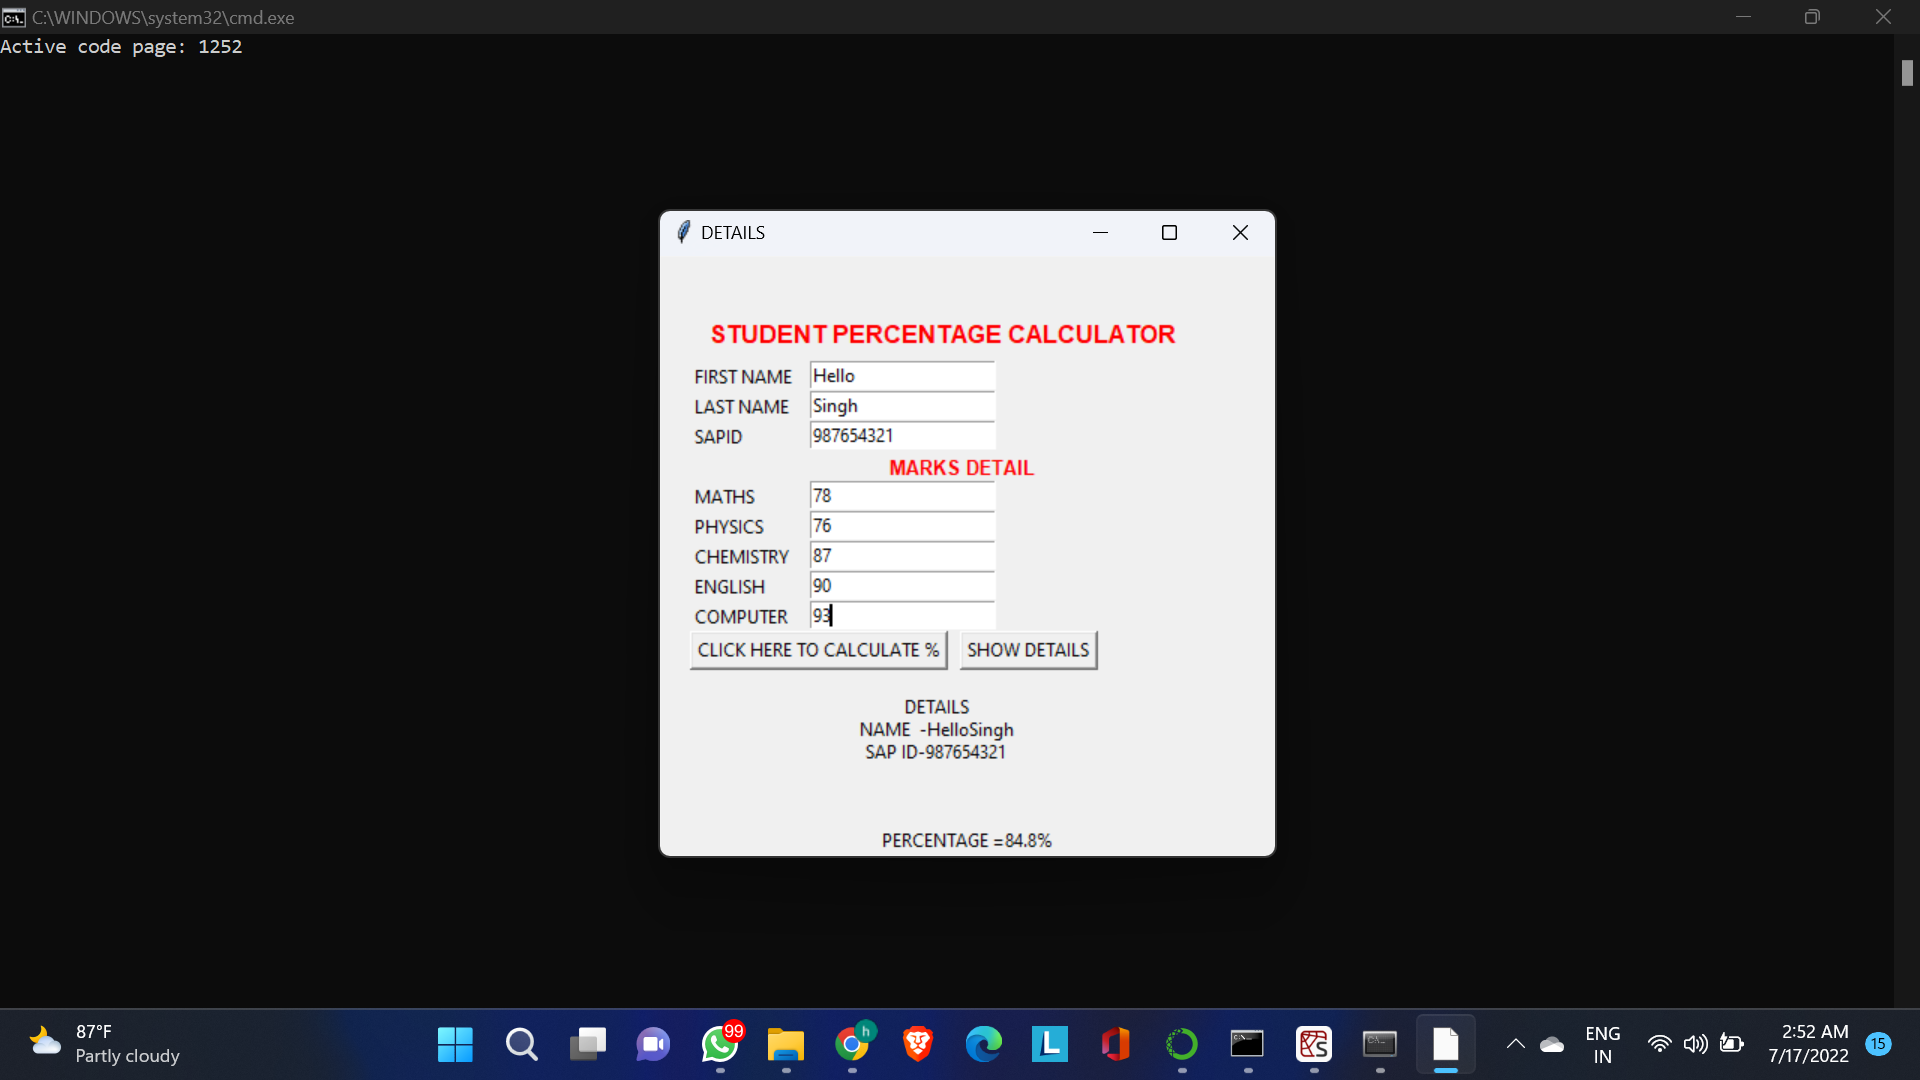 C:\WINDOWS\system32\cmd.exe
Active code page: 1252
DETAILS
STUDENT PERCENTAGE CALCULATOR
FIRST NAME Hello
LAST NAME Singh
SAPID 987654321
MARKS DETAIL
MATHS 78
PHYSICS 76
CHEMISTRY 87
ENGLISH 90
COMPUTER 93
CLICK HERE TO CALCULATE % SHOW DETAILS
DETAILS
NAME -HelloSingh
SAP ID-987654321
PERCENTAGE =84.8%
87°F
Partly cloudy
99
h
L
ENG
IN
2:52 AM
7/17/2022
15